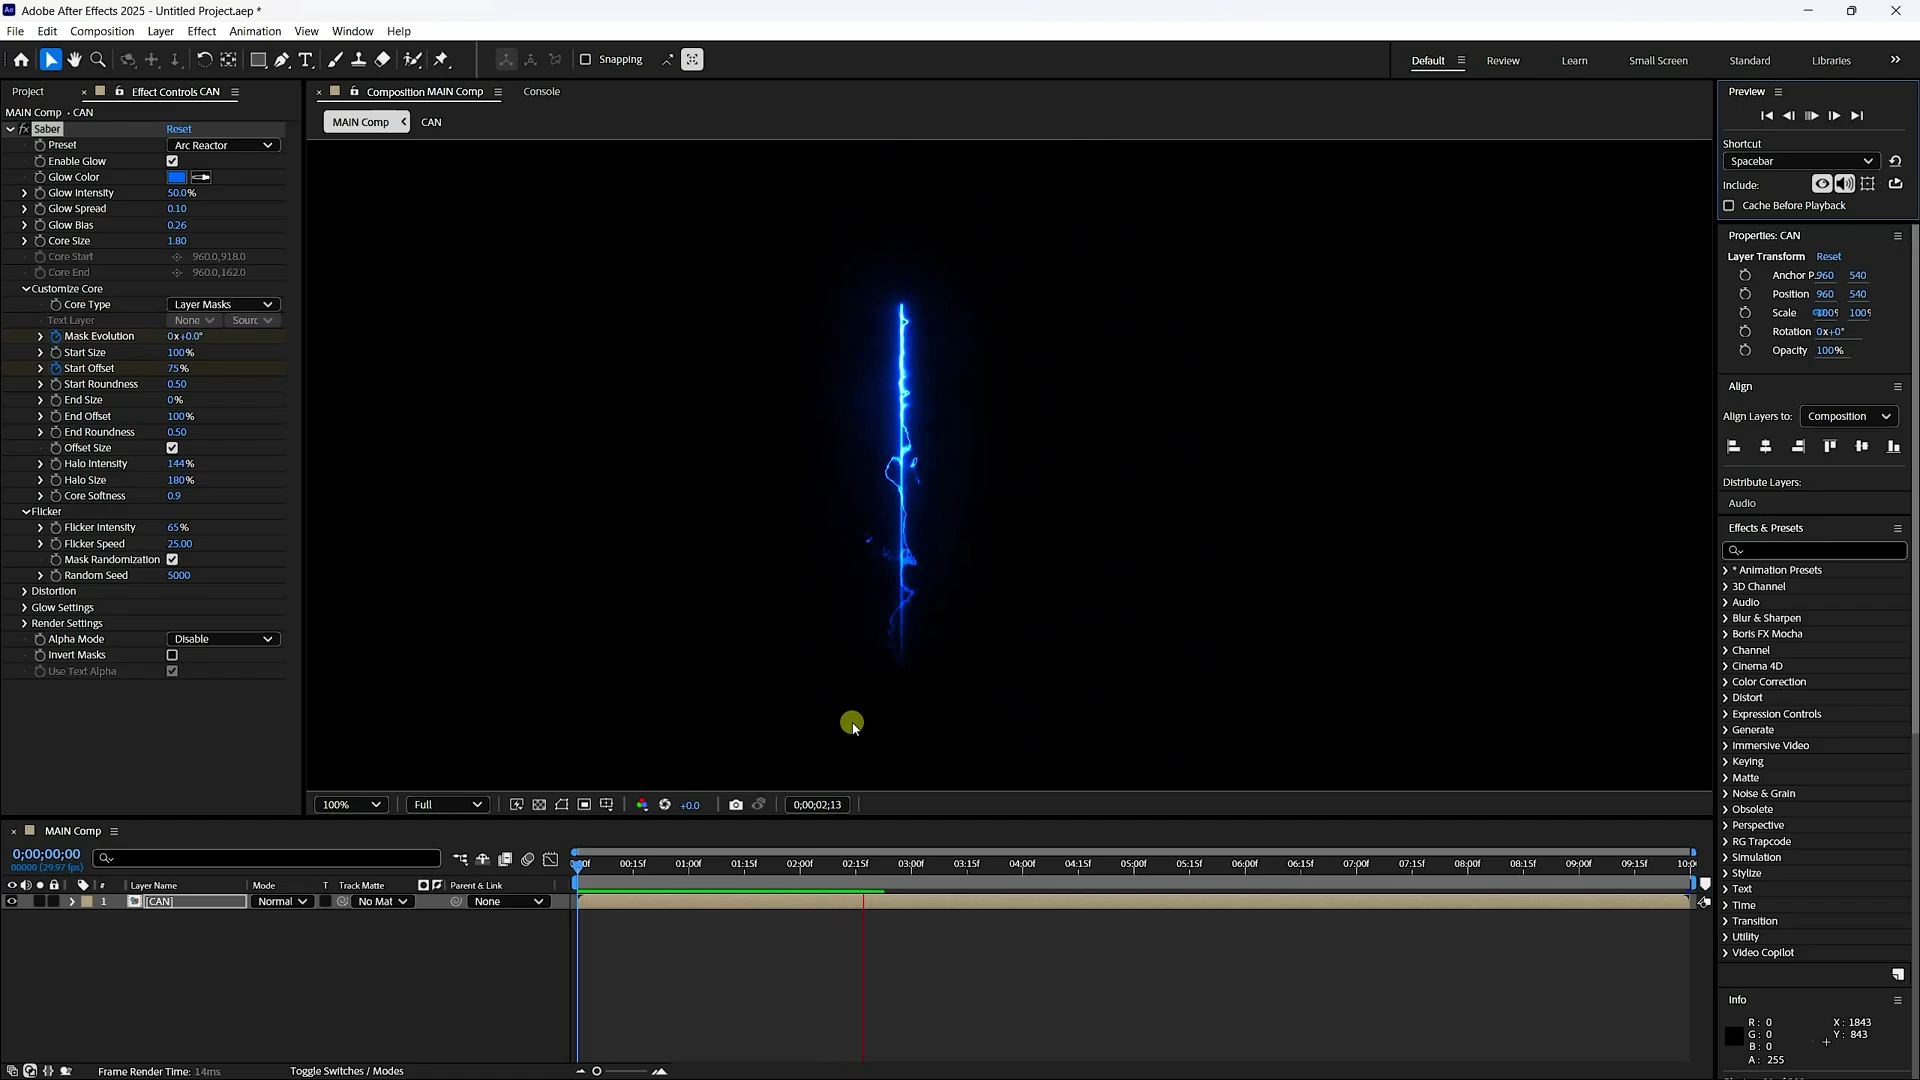 Adobe After Effects 2025 - Untitled Project.aep *
File Edit Composition Layer Effect Animation View Window Help
Snapping Default Review Learn Small Screen Standard Libraries
Project Effect Controls CAN
MAIN Comp • CAN
fx Saber Reset
Preset Arc Reactor
Enable Glow
Glow Color
Glow Intensity 50.0%
Glow Spread 0.10
Glow Bias 0.26
Core Size 1.80
Core Start 960.0,918.0
Core End 960.0,162.0
Customize Core
Core Type Layer Masks
Text Layer None Sourc
Mask Evolution 0x+0.0°
Start Size 100%
Start Offset 75%
Start Roundness 0.50
End Size 0%
End Offset 100%
End Roundness 0.50
Offset Size
Halo Intensity 144%
Halo Size 180%
Core Softness 0.9
Flicker
Flicker Intensity 65%
Flicker Speed 25.00
Mask Randomization
Random Seed 5000
Distortion
Glow Settings
Render Settings
Alpha Mode Disable
Invert Masks
Use Text Alpha
Composition MAIN Comp Console
MAIN Comp CAN
100% Full +0.0 0;00;02;13
Preview
Shortcut
Spacebar
Include:
Cache Before Playback
Properties: CAN
Layer Transform Reset
Anchor P. 960 540
Position 960 540
Scale 100%
Rotation 0x+0°
Opacity 100%
Align
Align Layers to: Composition
Distribute Layers:
Audio
Effects & Presets
* Animation Presets
3D Channel
Audio
Blur & Sharpen
Boris FX Mocha
Channel
Cinema 4D
Color Correction
Distort
Expression Controls
Generate
Immersive Video
Keying
Matte
Noise & Grain
Obsolete
Perspective
RG Trapcode
Simulation
Stylize
Text
Time
Transition
Utility
Video Copilot
Info
R: 0 X: 1843
G: 0 Y: 843
B: 0
A: 255
MAIN Comp
0;00;00;00
00000 (29.97 fps)
00f 00:15f 01:00f 01:15f 02:00f 02:15f 03:00f 03:15f 04:00f 04:15f 05:00f 05:15f 06:00f 06:15f 07:00f 07:15f 08:00f 08:15f 09:00f 09:15f 10:0
# Layer Name Mode T Track Matte Parent & Link
1 [CAN] Normal No Mat None
Frame Render Time: 14ms Toggle Switches / Modes